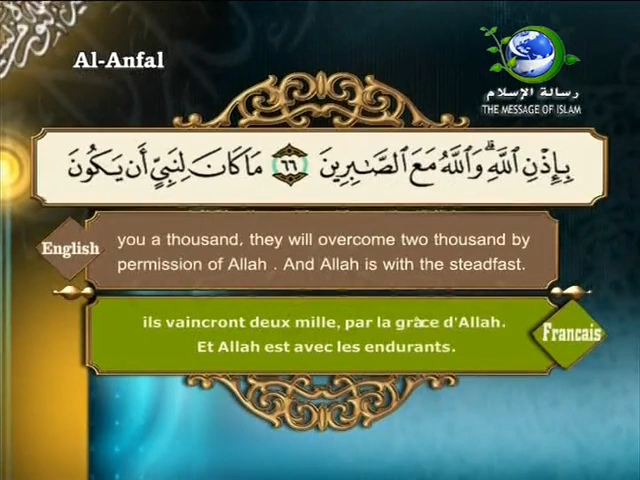 Al-Anfal
رسالة الإسلام
THE MESSAGE OF ISLAM
بِإِذْنِ ٱللَّهِ ۗ وَٱللَّهُ مَعَ ٱلصَّـٰبِرِينَ ٦٦ مَا كَانَ لِنَبِىٍّ أَن يَكُونَ
English
you a thousand, they will overcome two thousand by
permission of Allah . And Allah is with the steadfast.
ils vaincront deux mille, par la grâce d'Allah.
Et Allah est avec les endurants.
Francais